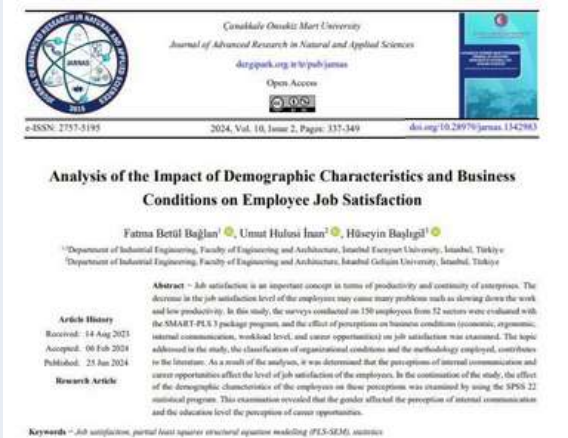 JOURNAL OF ADVANCED RESEARCH IN NATURAL AND APPLIED SCIENCES
JARNAS
2015
Çanakkale Onsekiz Mart University
Journal of Advanced Research in Natural and Applied Sciences
dergipark.org.tr/tr/pub/jarnas
Open Access
e-ISSN: 2757-5195
2024, Vol. 10, Issue 2, Pages: 337-349
doi.org/10.28979/jarnas.1342983
Analysis of the Impact of Demographic Characteristics and Business
Conditions on Employee Job Satisfaction
Fatma Betül Bağlan¹, Umut Hulusi İnan², Hüseyin Başlıgil³
Department of Industrial Engineering, Faculty of Engineering and Architecture, İstanbul Esenyurt University, İstanbul, Türkiye
Department of Industrial Engineering, Faculty of Engineering and Architecture, İstanbul Gelişim University, İstanbul, Türkiye
Article History
Received: 14 Aug 2023
Accepted: 06 Feb 2024
Published: 25 Jun 2024
Research Article
Abstract − Job satisfaction is an important concept in terms of productivity and continuity of enterprises. The
decrease in the job satisfaction level of the employees may cause many problems such as slowing down the work
and low productivity. In this study, the surveys conducted on 150 employees from 52 sectors were evaluated with
the SMART-PLS 3 package program, and the effect of perceptions on business conditions (economic, ergonomic,
internal communication, workload level, and career opportunities) on job satisfaction was examined. The topic
addressed in the study, the classification of organizational conditions and the methodology employed, contributes
to the literature. As a result of the analyses, it was determined that the perceptions of internal communication and
career opportunities affect the level of job satisfaction of the employees. In the continuation of the study, the effect
of the demographic characteristics of the employees on these perceptions was examined by using the SPSS 22
statistical program. This examination revealed that the gender affected the perception of internal communication
and the education level the perception of career opportunities.
Keywords − Job satisfaction, partial least squares structural equation modelling (PLS-SEM), statistics